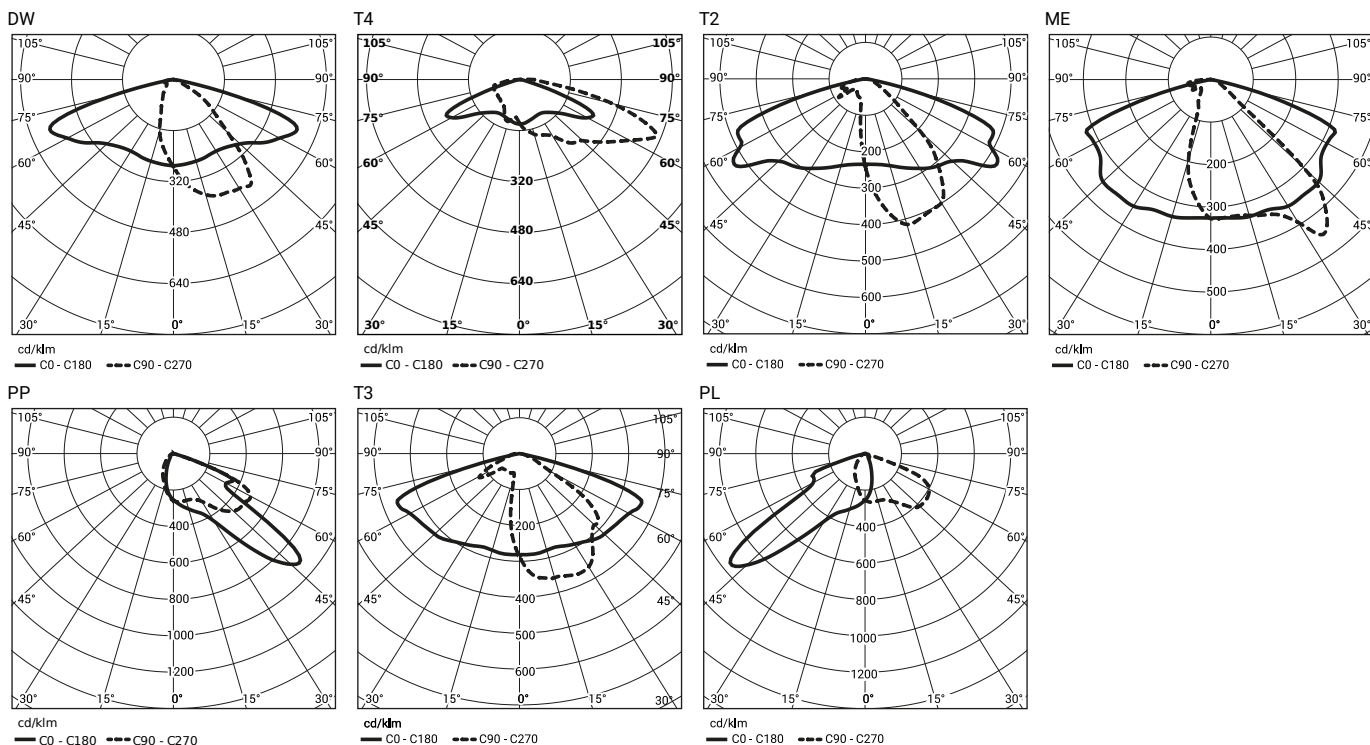 DW T4 T2 ME
105° 105° 105° 105° 105° 105° 105° 105°
90° 90° 90° 90° 90° 90° 90° 90°
75° 75° 75° 75° 75° 75° 75° 75°
200 200
60° 60° 60° 60° 60° 60° 60° 60°
320 320 300 300
45° 45° 45° 45° 400 45° 45° 45° 400 45°
480 480
500 500
640 640 600
30° 15° 0° 15° 30° 30° 15° 0° 15° 30° 30° 15° 0° 15° 30° 30° 15° 0° 15° 30°
cd/klm cd/klm cd/klm cd/klm
C0 - C180 C90 - C270 C0 - C180 C90 - C270 C0 - C180 C90 - C270 C0 - C180 C90 - C270
PP T3 PL
105° 105° 105° 105° 105° 105°
90° 90° 90° 90° 90° 90°
75° 75° 75° 75° 75°
400 200 400
60° 60° 60° 60° 60° 60°
600 600
45° 800 45° 45° 400 45° 45° 800 45°
1000 500 1000
1200 600 1200
30° 15° 0° 15° 30° 30° 15° 0° 15° 30° 30° 15° 0° 15° 30°
cd/klm cd/klm cd/klm
C0 - C180 C90 - C270 C0 - C180 C90 - C270 C0 - C180 C90 - C270